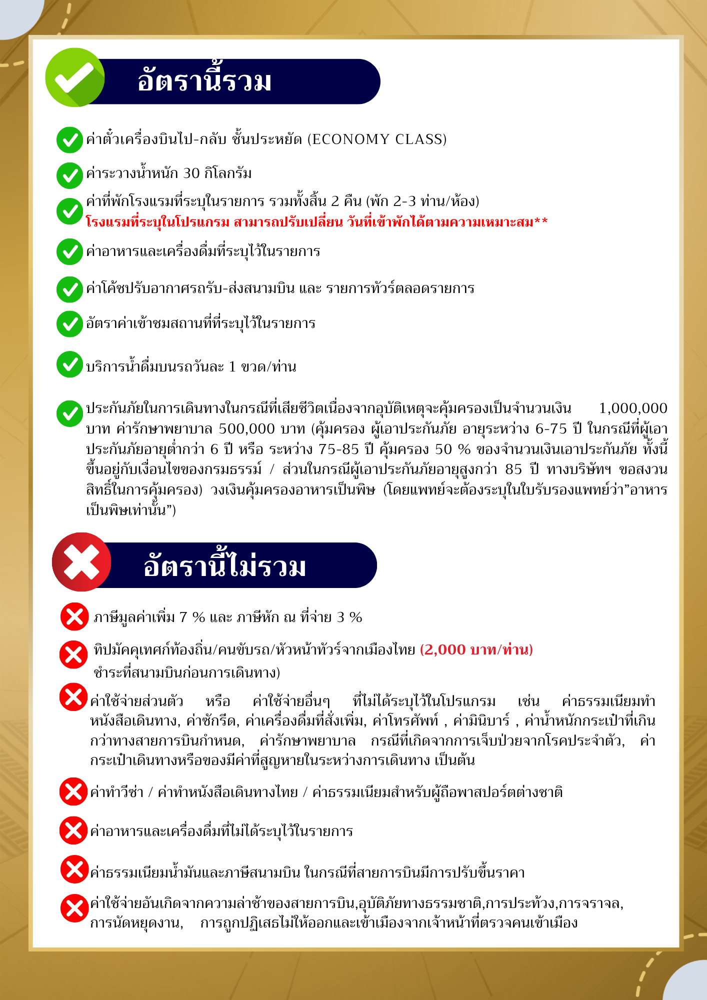 อัตรานี้รวม
ค่าตั๋วเครื่องบินไป-กลับ ชั้นประหยัด (ECONOMY CLASS)
ค่าระวางน้ำหนัก 30 กิโลกรัม
ค่าที่พักโรงแรมที่ระบุในรายการ รวมทั้งสิ้น 2 คืน (พัก 2-3 ท่าน/ห้อง)
โรงแรมที่ระบุในโปรแกรม สามารถปรับเปลี่ยน วันที่เข้าพักได้ตามความเหมาะสม**
ค่าอาหารและเครื่องดื่มที่ระบุไว้ในรายการ
ค่าโค้ชปรับอากาศรถรับ-ส่งสนามบิน และ รายการทัวร์ตลอดรายการ
อัตราค่าเข้าชมสถานที่ที่ระบุไว้ในรายการ
บริการน้ำดื่มบนรถวันละ 1 ขวด/ท่าน
ประกันภัยในการเดินทางในกรณีที่เสียชีวิตเนื่องจากอุบัติเหตุจะคุ้มครองเป็นจำนวนเงิน 1,000,000
บาท ค่ารักษาพยาบาล 500,000 บาท (คุ้มครอง ผู้เอาประกันภัย อายุระหว่าง 6-75 ปี ในกรณีที่ผู้เอา
ประกันภัยอายุต่ำกว่า 6 ปี หรือ ระหว่าง 75-85 ปี คุ้มครอง 50 % ของจำนวนเงินเอาประกันภัย ทั้งนี้
ขึ้นอยู่กับเงื่อนไขของกรมธรรม์ / ส่วนในกรณีผู้เอาประกันภัยอายุสูงกว่า 85 ปี ทางบริษัทฯ ขอสงวน
สิทธิ์ในการคุ้มครอง) วงเงินคุ้มครองอาหารเป็นพิษ (โดยแพทย์จะต้องระบุในใบรับรองแพทย์ว่า”อาหาร
เป็นพิษเท่านั้น”)
อัตรานี้ไม่รวม
ภาษีมูลค่าเพิ่ม 7 % และ ภาษีหัก ณ ที่จ่าย 3 %
ทิปมัคคุเทศก์ท้องถิ่น/คนขับรถ/หัวหน้าทัวร์จากเมืองไทย (2,000 บาท/ท่าน)
ชำระที่สนามบินก่อนการเดินทาง)
ค่าใช้จ่ายส่วนตัว หรือ ค่าใช้จ่ายอื่นๆ ที่ไม่ได้ระบุไว้ในโปรแกรม เช่น ค่าธรรมเนียมทำ
หนังสือเดินทาง, ค่าซักรีด, ค่าเครื่องดื่มที่สั่งเพิ่ม, ค่าโทรศัพท์ , ค่ามินิบาร์ , ค่าน้ำหนักกระเป๋าที่เกิน
กว่าทางสายการบินกำหนด, ค่ารักษาพยาบาล กรณีที่เกิดจากการเจ็บป่วยจากโรคประจำตัว, ค่า
กระเป๋าเดินทางหรือของมีค่าที่สูญหายในระหว่างการเดินทาง เป็นต้น
ค่าทำวีซ่า / ค่าทำหนังสือเดินทางไทย / ค่าธรรมเนียมสำหรับผู้ถือพาสปอร์ตต่างชาติ
ค่าอาหารและเครื่องดื่มที่ไม่ได้ระบุไว้ในรายการ
ค่าธรรมเนียมน้ำมันและภาษีสนามบิน ในกรณีที่สายการบินมีการปรับขึ้นราคา
ค่าใช้จ่ายอันเกิดจากความล่าช้าของสายการบิน,อุบัติภัยทางธรรมชาติ,การประท้วง,การจราจล,
การนัดหยุดงาน, การถูกปฏิเสธไม่ให้ออกและเข้าเมืองจากเจ้าหน้าที่ตรวจคนเข้าเมือง